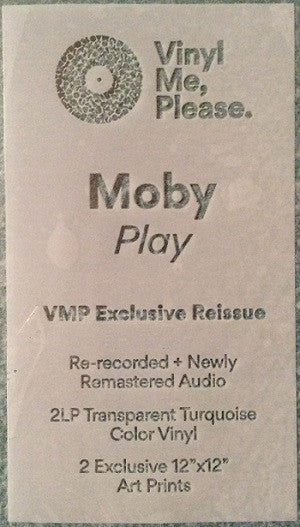 Vinyl
Me,
Please.
Moby
Play
VMP Exclusive Reissue
Re-recorded + Newly
Remastered Audio
2LP Transparent Turquoise
Color Vinyl
2 Exclusive 12"x12"
Art Prints